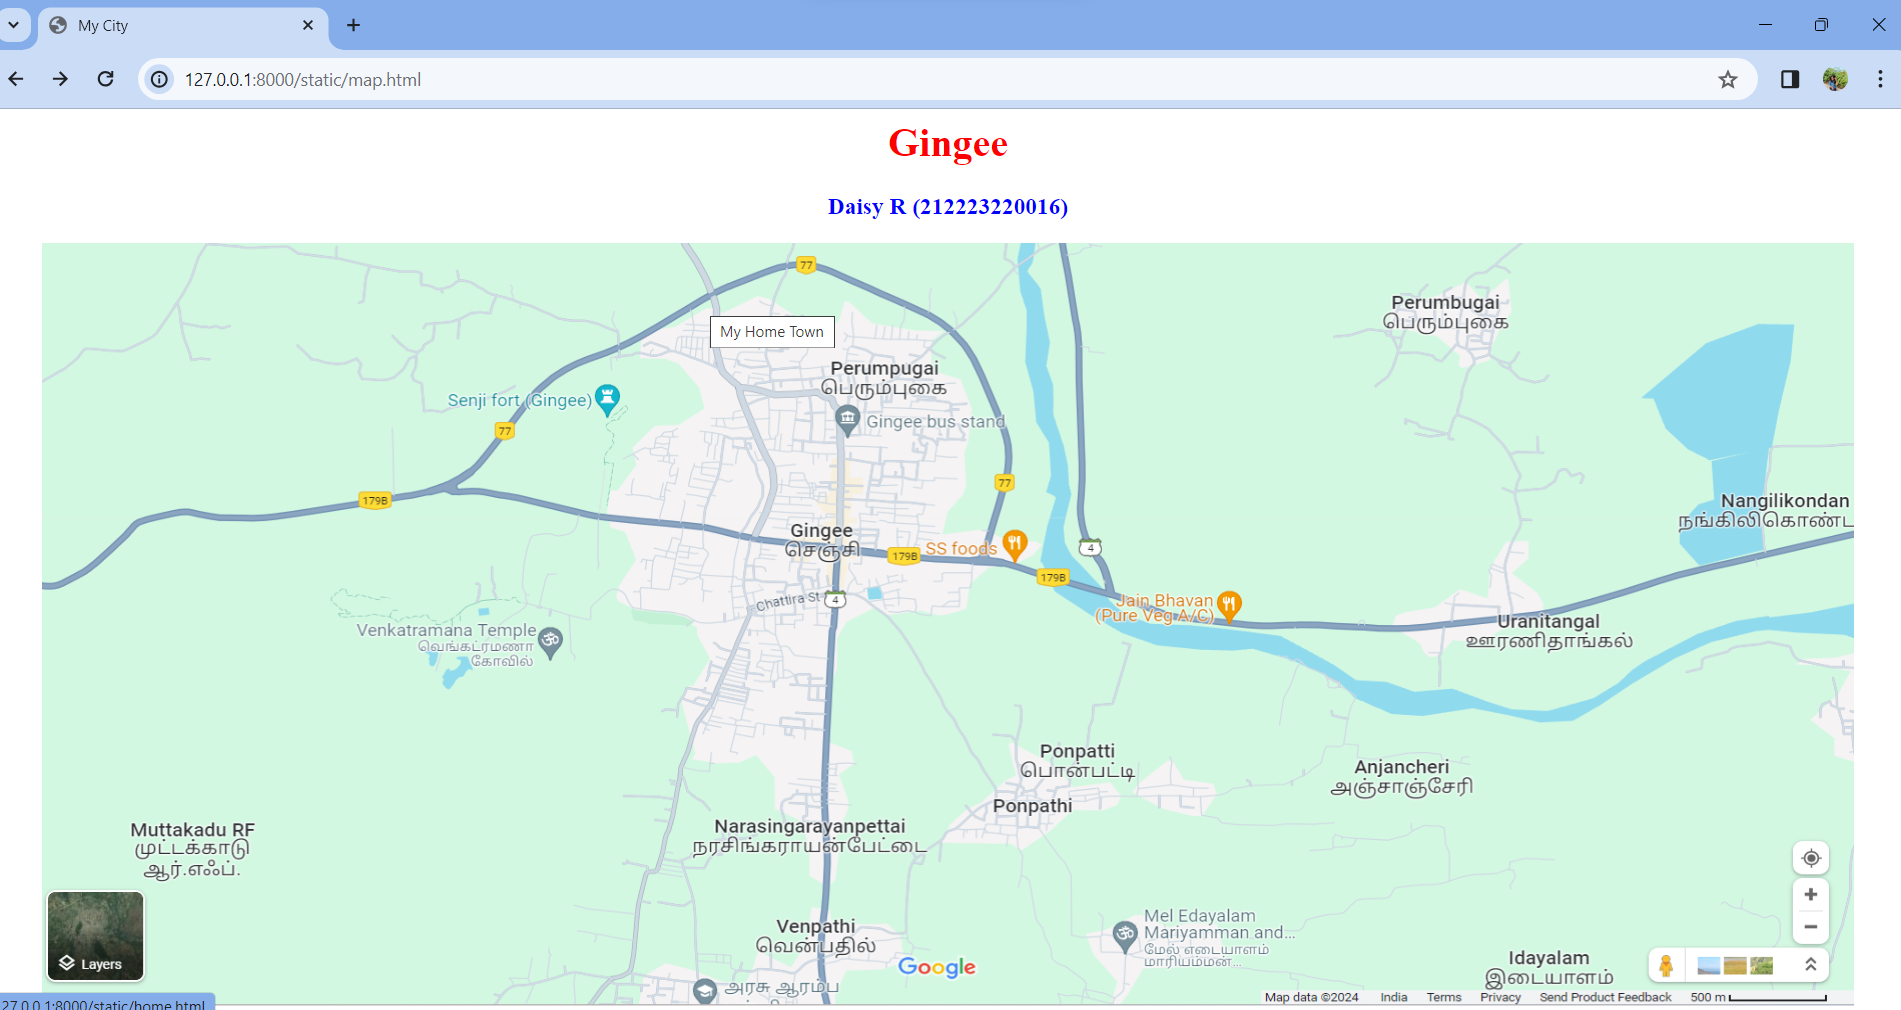 My City
127.0.0.1:8000/static/map.html
Gingee
Daisy R (212223220016)
77
Perumbugai
பெரும்புகை
My Home Town
Perumpugai
பெரும்புகை
Senji fort (Gingee)
Gingee bus stand
77
77
179B
Nangilikondan
நங்கிலிகொண்ட
Gingee
செஞ்சி
179B
SS foods
4
179B
Chattira St
4
Jain Bhavan
(Pure Veg A/C)
Uranitangal
ஊரணிதாங்கல்
Venkatramana Temple
வெங்கட்ரமணா
கோவில்
Ponpatti
பொன்பட்டி
Ponpathi
Anjancheri
அஞ்சாஞ்சேரி
Muttakadu RF
முட்டக்காடு
ஆர்.எஃப்.
Narasingarayanpettai
நரசிங்கராயன்பேட்டை
Venpathi
வென்பதில்
Mel Edayalam
Mariyamman and...
மேல் எடையாளம்
மாரியம்மன்...
Idayalam
இடையாளம்
Layers
Google
அரசு ஆரம்ப
Map data ©2024 India Terms Privacy Send Product Feedback 500 m
27.0.0.1:8000/static/home.html